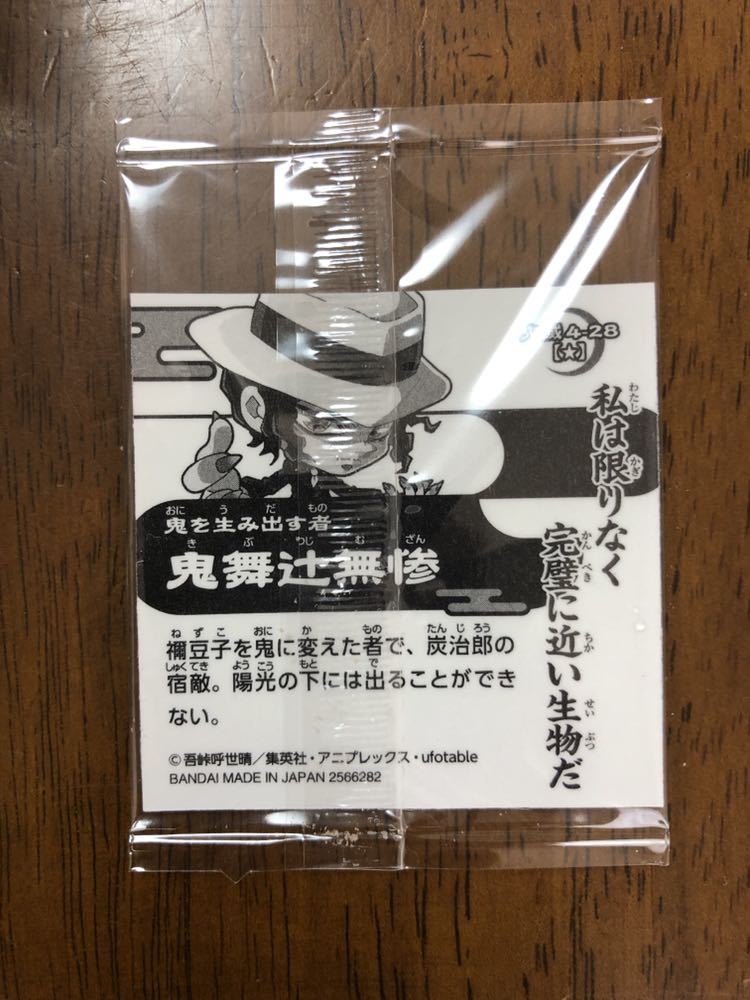 滅4-28
[★]
私は限りなく
完璧に近い生物だ
鬼を生み出す者
鬼舞辻無惨
禰豆子を鬼に変えた者で、炭治郎の
宿敵。陽光の下には出ることができ
ない。
©吾峠呼世晴／集英社・アニプレックス・ufotable
BANDAI MADE IN JAPAN 2566282